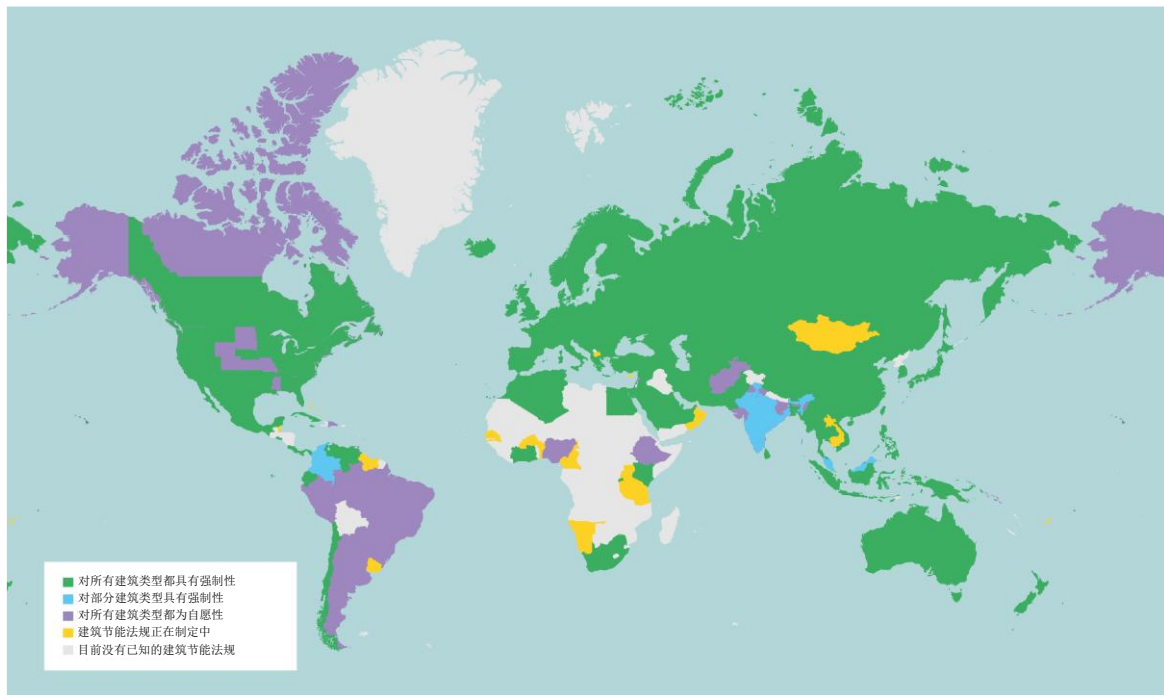 对所有建筑类型都具有强制性
对部分建筑类型具有强制性
对所有建筑类型都为自愿性
建筑节能法规正在制定中
目前没有已知的建筑节能法规